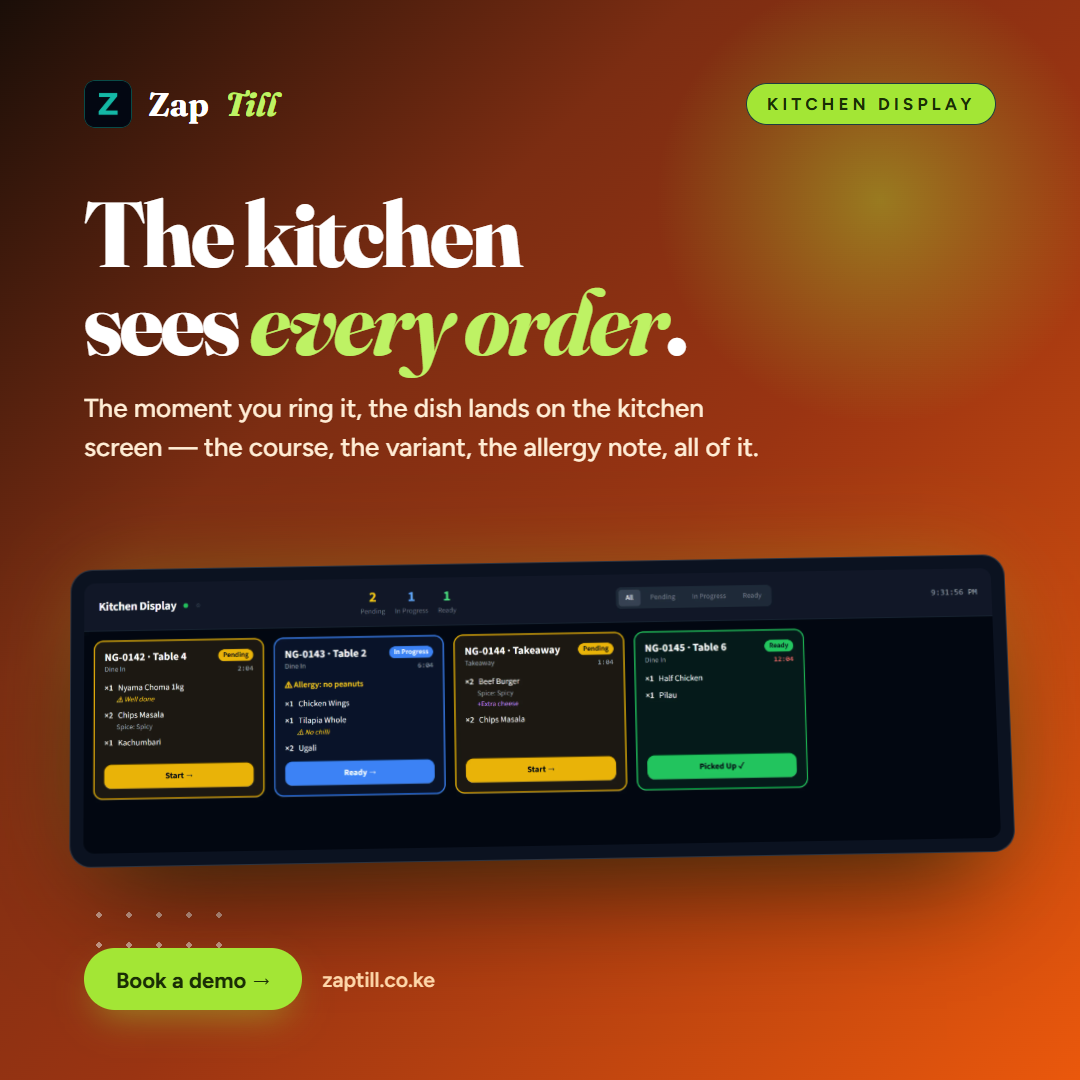 Z Zap Till
KITCHEN DISPLAY
The kitchen
sees every order.
The moment you ring it, the dish lands on the kitchen
screen — the course, the variant, the allergy note, all of it.
Kitchen Display
2 1 1
Pending In Progress Ready
All Pending In Progress Ready
9:31:56 PM
NG-0142 · Table 4 Pending
Dine In 2:04
×1 Nyama Choma 1kg
⚠ Well done
×2 Chips Masala
Spice: Spicy
×1 Kachumbari
Start →
NG-0143 · Table 2 In Progress
Dine In 6:04
⚠ Allergy: no peanuts
×1 Chicken Wings
×1 Tilapia Whole
⚠ No chilli
×2 Ugali
Ready →
NG-0144 · Takeaway Pending
Takeaway 1:04
×2 Beef Burger
Spice: Spicy
+Extra cheese
×2 Chips Masala
Start →
NG-0145 · Table 6 Ready
Dine In 12:04
×1 Half Chicken
×1 Pilau
Picked Up ✓
Book a demo →
zaptill.co.ke